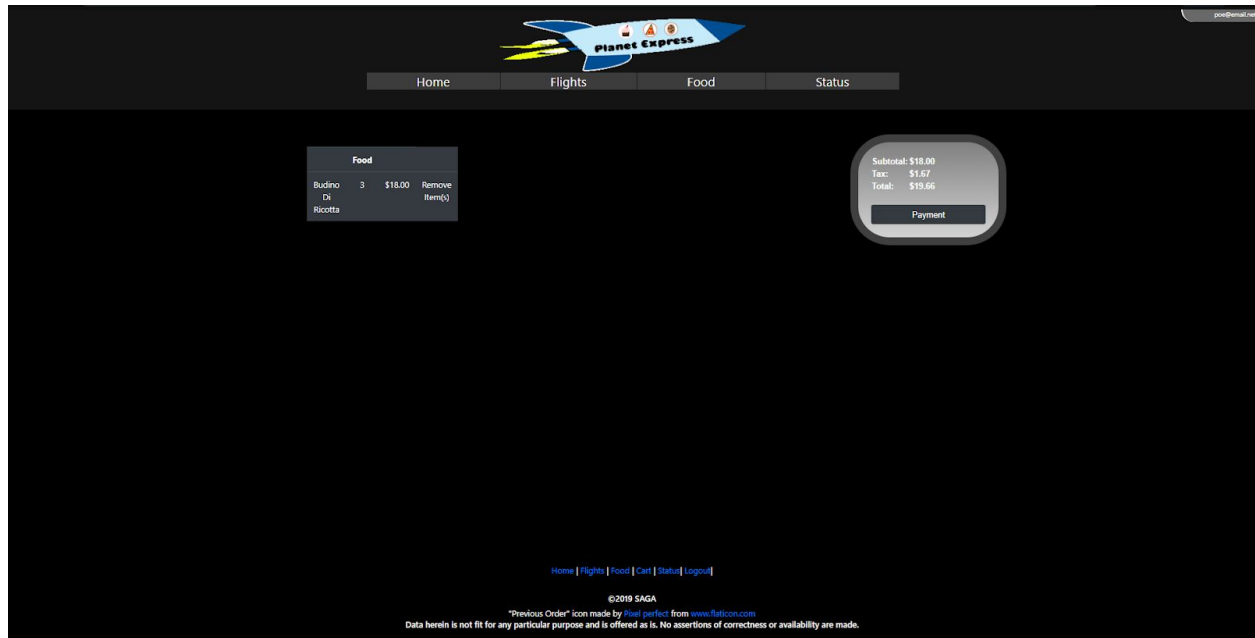 poe@email.ne
Planet Express
Home Flights Food Status
Food
Budino Di Ricotta 3 $18.00 Remove Item(s)
Subtotal: $18.00
Tax: $1.67
Total: $19.66
Payment
Home | Flights | Food | Cart | Status| Logout|
©2019 SAGA
"Previous Order" icon made by Pixel perfect from www.flaticon.com
Data herein is not fit for any particular purpose and is offered as is. No assertions of correctness or availability are made.